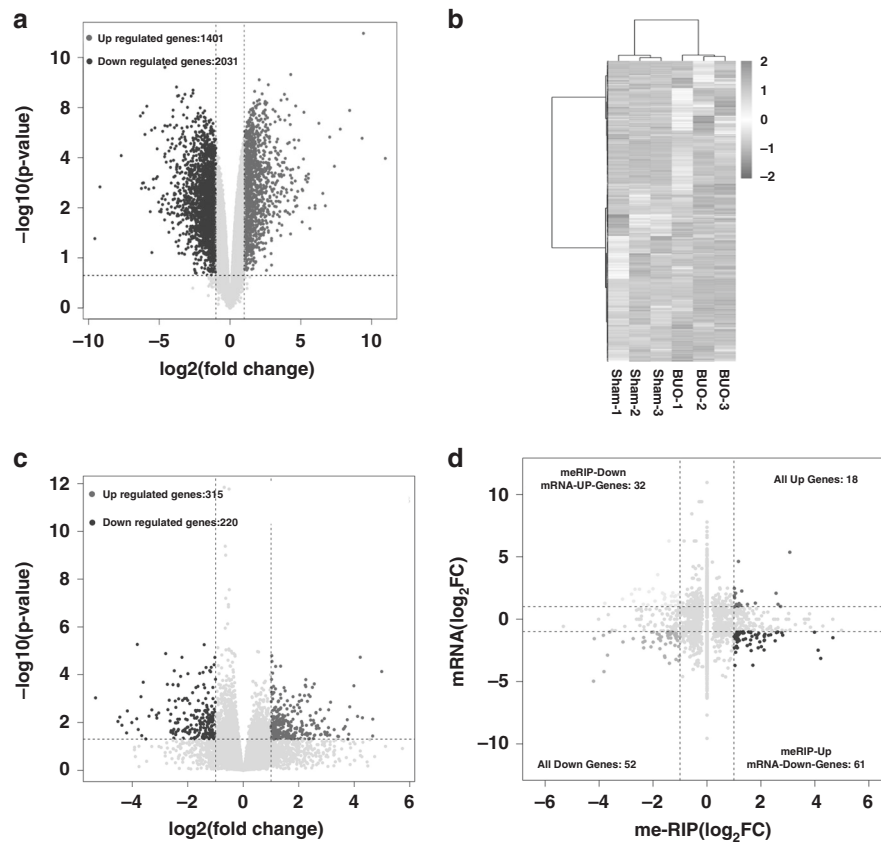 a
Up regulated genes:1401
Down regulated genes:2031
10
8
4
2
1
0
–log10(p-value)
–10
–5
0
5
10
log2(fold change)
b
2
1
0
–1
–2
Sham-1
Sham-2
Sham-3
BUO-1
BUO-2
BUO-3
c
Up regulated genes:315
Down regulated genes:220
12
10
8
6
4
2
0
–log10(p-value)
–4
–2
0
2
4
6
log2(fold change)
d
meRIP-Down
mRNA-UP-Genes: 32
All Up Genes: 18
10
5
0
–5
–10
mRNA(log2FC)
All Down Genes: 52
meRIP-Up
mRNA-Down-Genes: 61
–6
–4
–2
0
2
4
6
me-RIP(log2FC)